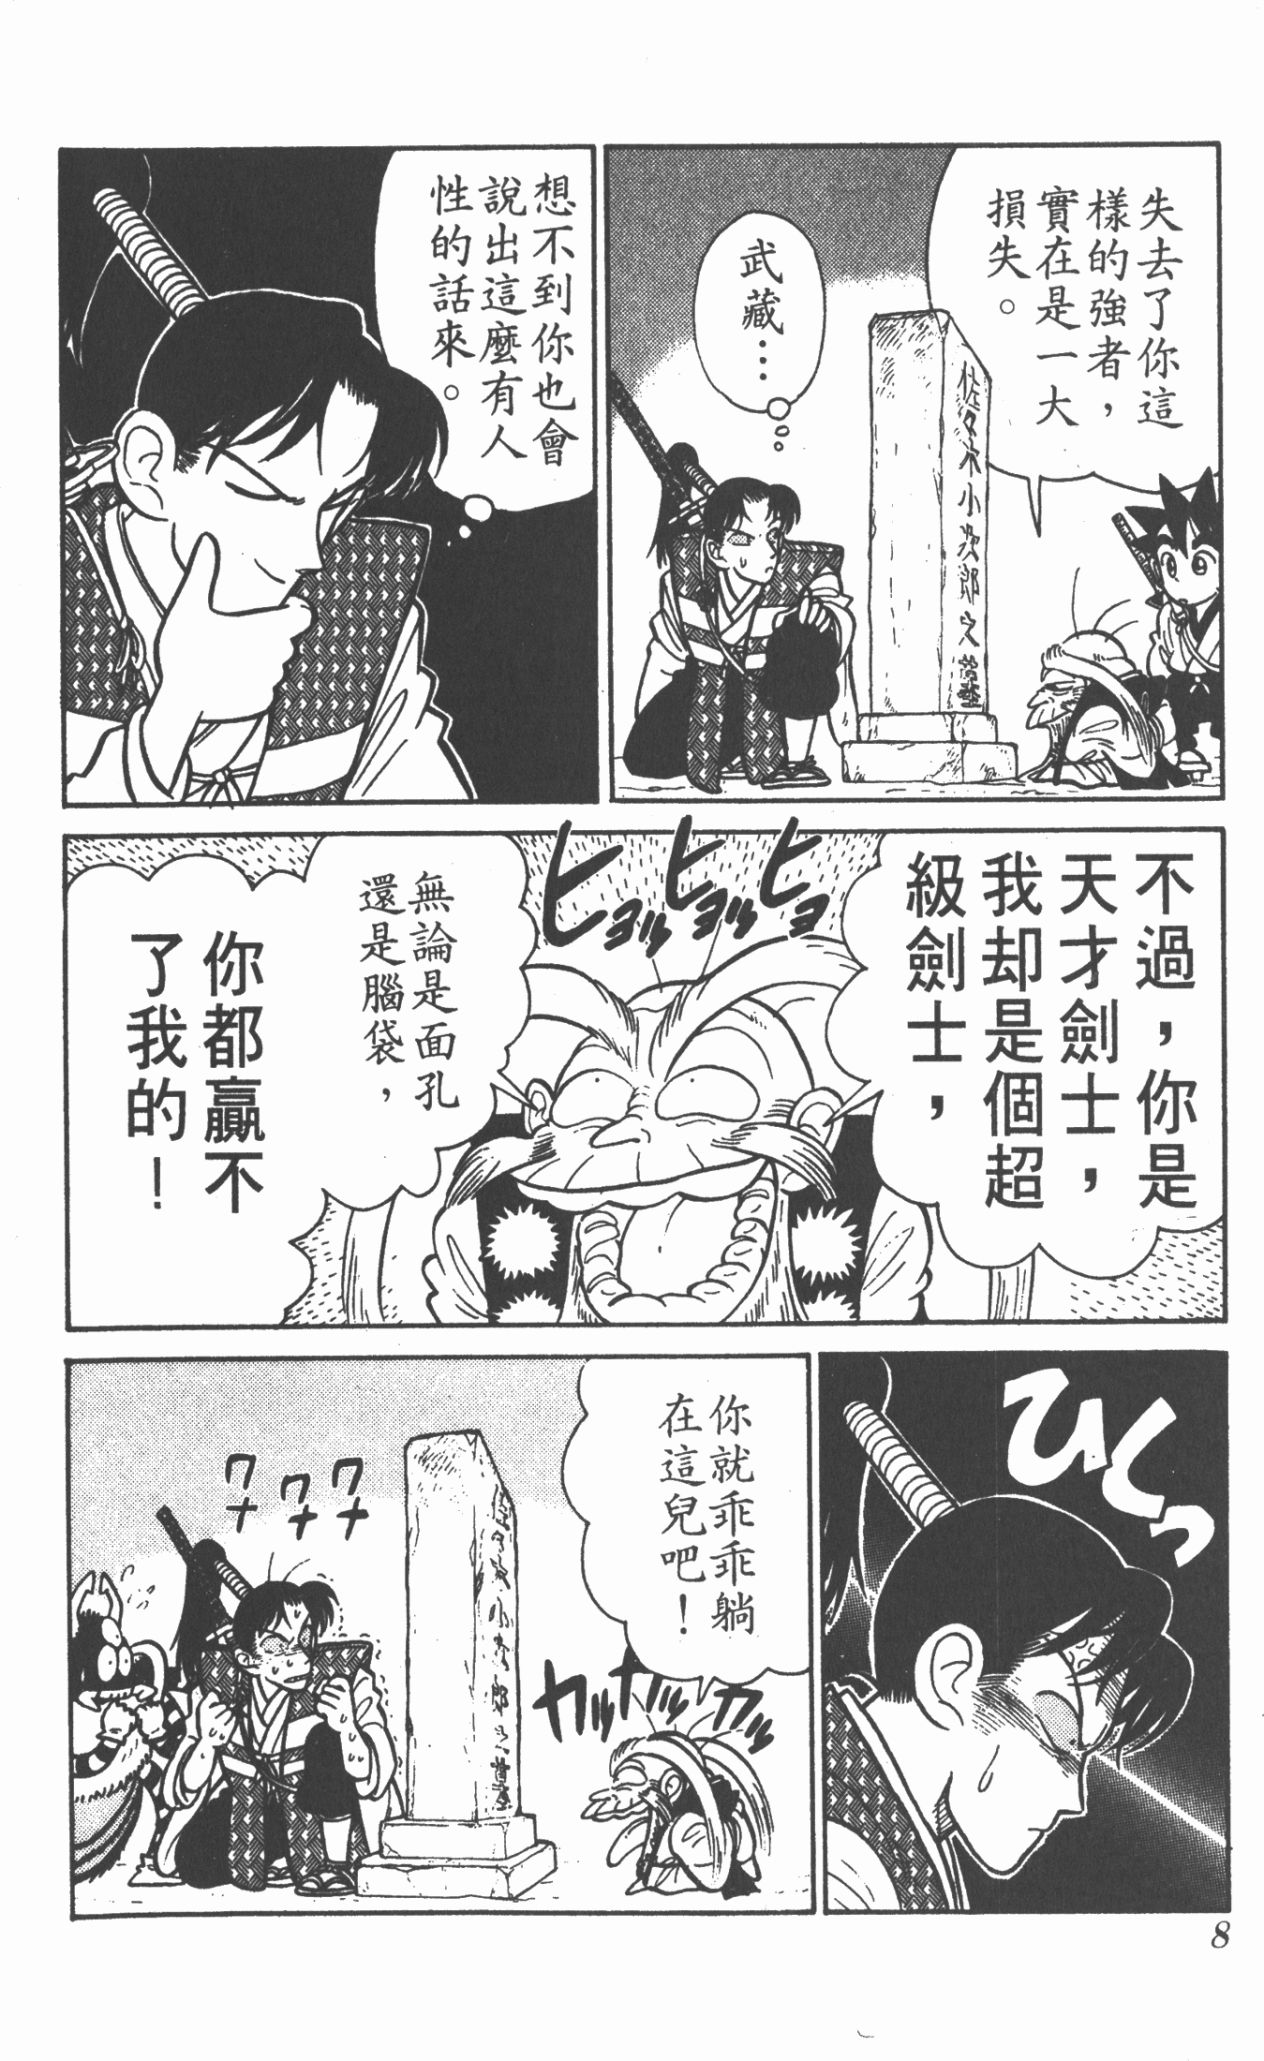 失去了你這
樣的強者，
實在是一大
損失。
武藏…
佐々木小次郎之墓
想不到你也會
說出這麼有人
性的話來。
不過，你是
天才劍士，
我却是個超
級劍士，
ヒョッ
ヒョッ
ヒョ
無論是面孔
還是腦袋，
你都贏不
了我的！
ひくっ
你就乖乖躺
在這兒吧！
ワナ
ワナ
ワナ
カッ
カッ
カッ
8